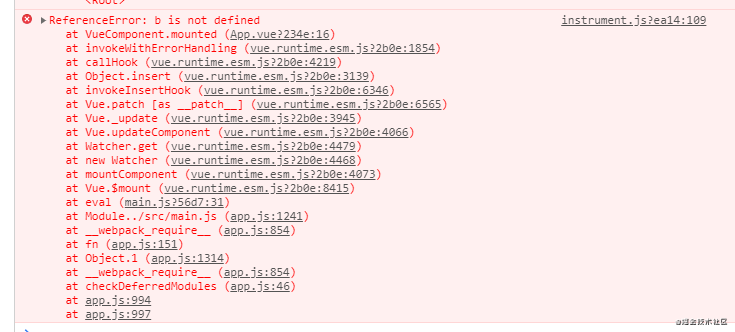 <Root>
ReferenceError: b is not defined instrument.js?ea14:109
at VueComponent.mounted (App.vue?234e:16)
at invokeWithErrorHandling (vue.runtime.esm.js?2b0e:1854)
at callHook (vue.runtime.esm.js?2b0e:4219)
at Object.insert (vue.runtime.esm.js?2b0e:3139)
at invokeInsertHook (vue.runtime.esm.js?2b0e:6346)
at Vue.patch [as __patch__] (vue.runtime.esm.js?2b0e:6565)
at Vue._update (vue.runtime.esm.js?2b0e:3945)
at Vue.updateComponent (vue.runtime.esm.js?2b0e:4066)
at Watcher.get (vue.runtime.esm.js?2b0e:4479)
at new Watcher (vue.runtime.esm.js?2b0e:4468)
at mountComponent (vue.runtime.esm.js?2b0e:4073)
at Vue.$mount (vue.runtime.esm.js?2b0e:8415)
at eval (main.js?56d7:31)
at Module../src/main.js (app.js:1241)
at __webpack_require__ (app.js:854)
at fn (app.js:151)
at Object.1 (app.js:1314)
at __webpack_require__ (app.js:854)
at checkDeferredModules (app.js:46)
at app.js:994
at app.js:997
@稀土掘金技术社区